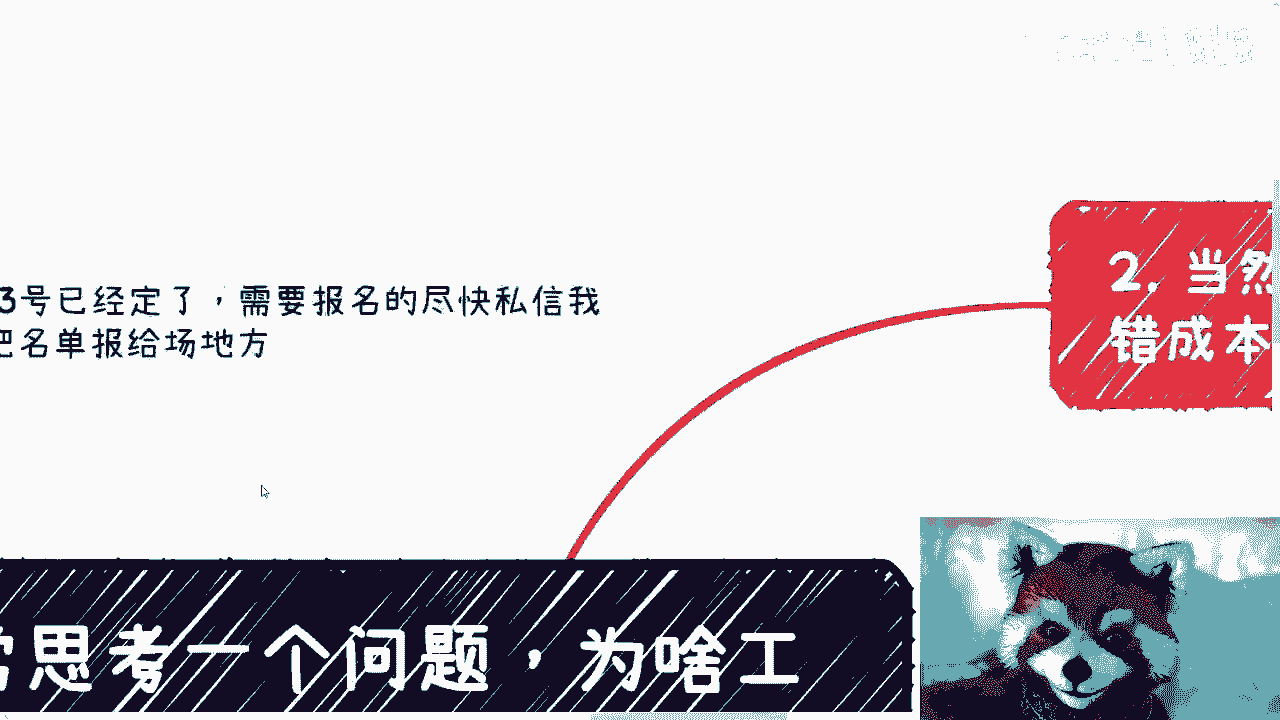 3号已经定了，需要报名的尽快私信我
把名单报给场地方
2. 当然
错成本
常思考一个问题，为啥工